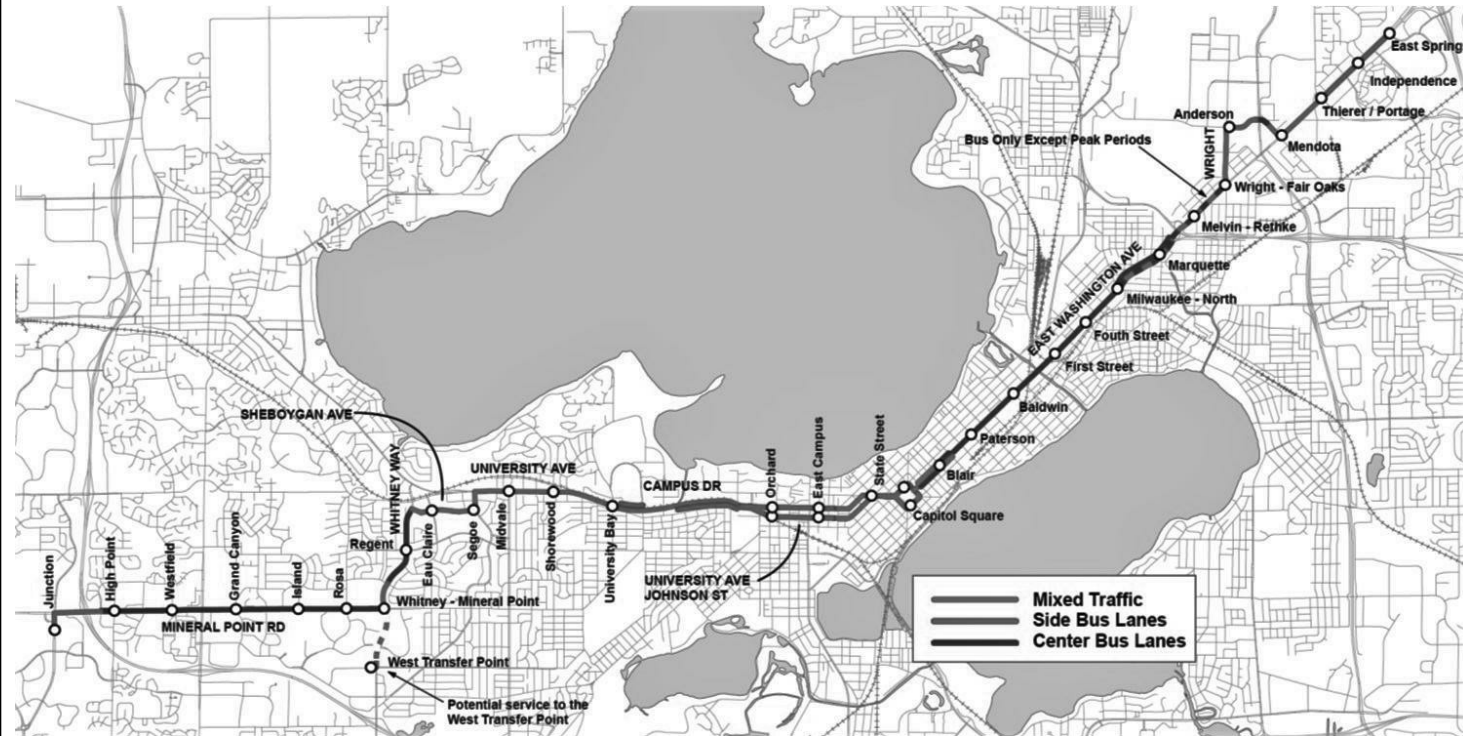 East Spring
Independence
Thierer / Portage
Anderson
Bus Only Except Peak Periods
Mendota
WRIGHT
Wright - Fair Oaks
Melvin - Rethke
EAST WASHINGTON AVE
Marquette
Milwaukee - North
Fouth Street
First Street
Baldwin
Paterson
Blair
Capitol Square
State Street
East Campus
Orchard
CAMPUS DR
UNIVERSITY AVE
JOHNSON ST
University Bay
Shorewood
Midvale
UNIVERSITY AVE
SHEBOYGAN AVE
Segoe
Eau Claire
WHITNEY WAY
Regent
Whitney - Mineral Point
Rosa
Island
Grand Canyon
Westfield
High Point
Junction
MINERAL POINT RD
West Transfer Point
Potential service to the
West Transfer Point
Mixed Traffic
Side Bus Lanes
Center Bus Lanes